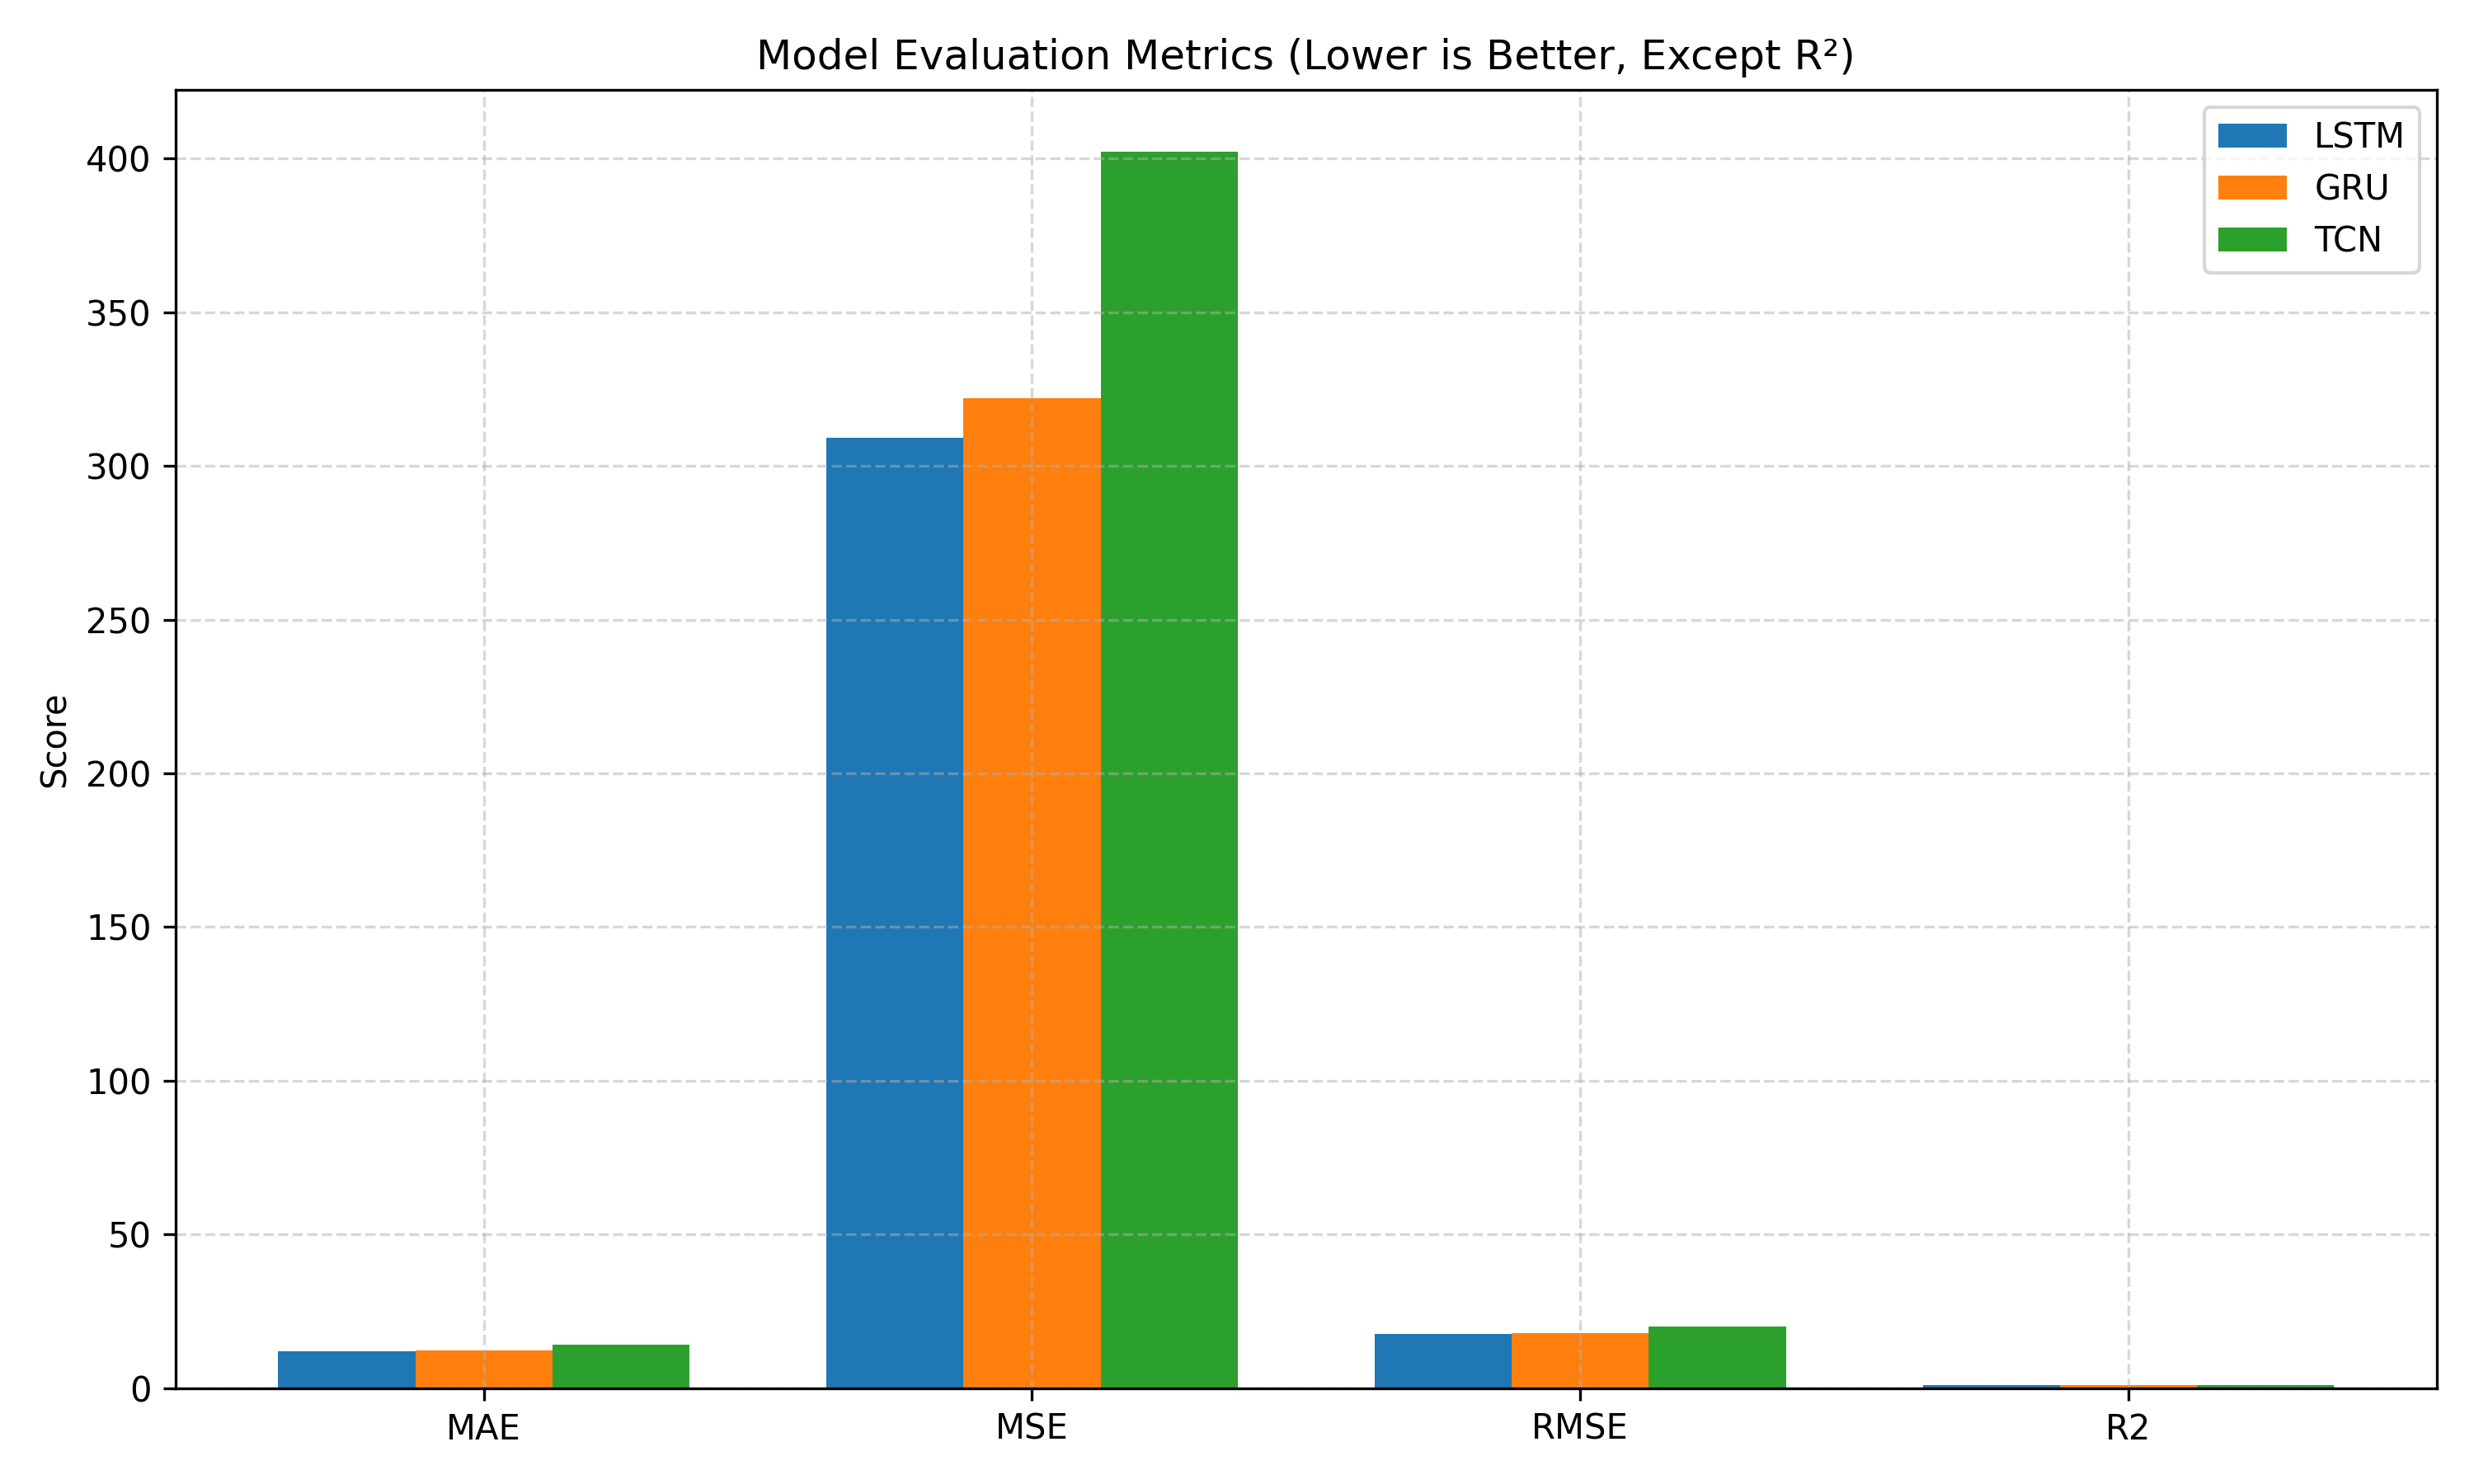 Model Evaluation Metrics (Lower is Better, Except R²)
LSTM
GRU
TCN
Score
400
350
300
250
200
150
100
50
0
MAE
MSE
RMSE
R2